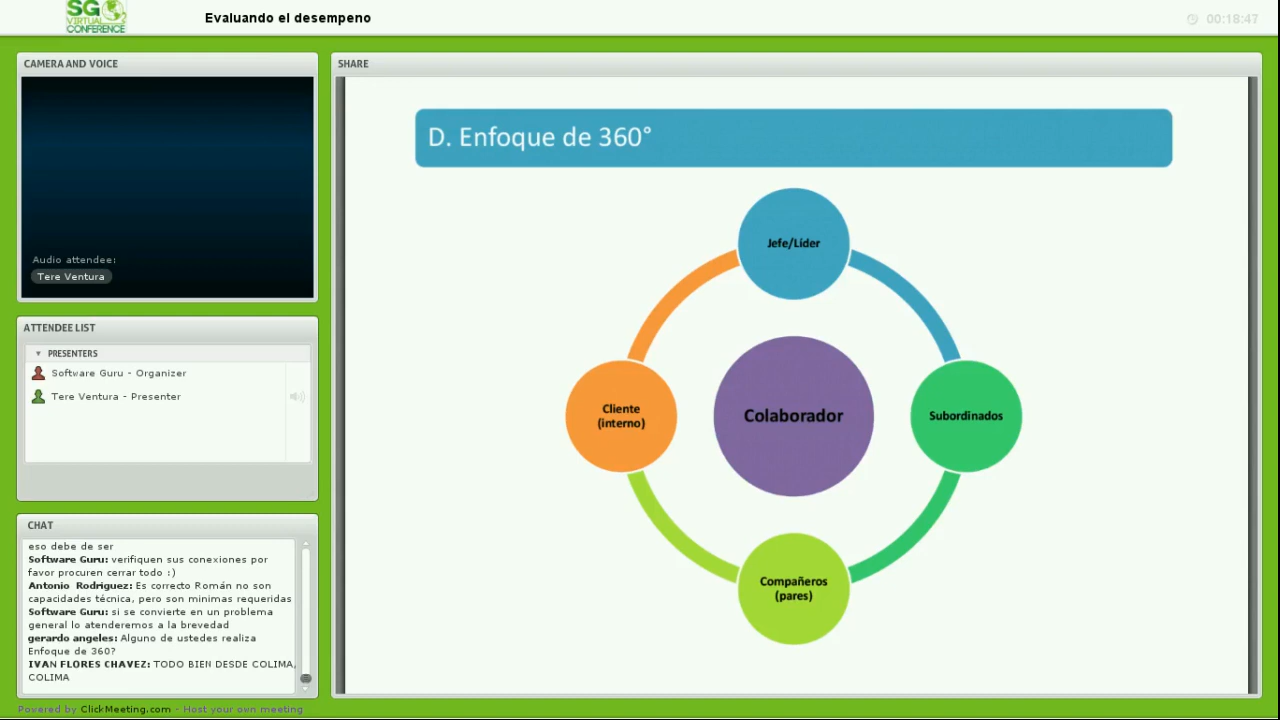 SG
VIRTUAL
CONFERENCE
Evaluando el desempeno
00:18:47
CAMERA AND VOICE
Audio attendee:
Tere Ventura
ATTENDEE LIST
PRESENTERS
Software Guru - Organizer
Tere Ventura - Presenter
CHAT
eso debe de ser
Software Guru: verifiquen sus conexiones por
favor procuren cerrar todo :)
Antonio Rodriguez: Es correcto Román no son
capacidades técnica, pero son minimas requeridas
Software Guru: si se convierte en un problema
general lo atenderemos a la brevedad
gerardo angeles: Alguno de ustedes realiza
Enfoque de 360?
IVAN FLORES CHAVEZ: TODO BIEN DESDE COLIMA,
COLIMA
Powered by ClickMeeting.com - Host your own meeting
SHARE
D. Enfoque de 360°
Jefe/Líder
Cliente
(interno)
Colaborador
Subordinados
Compañeros
(pares)